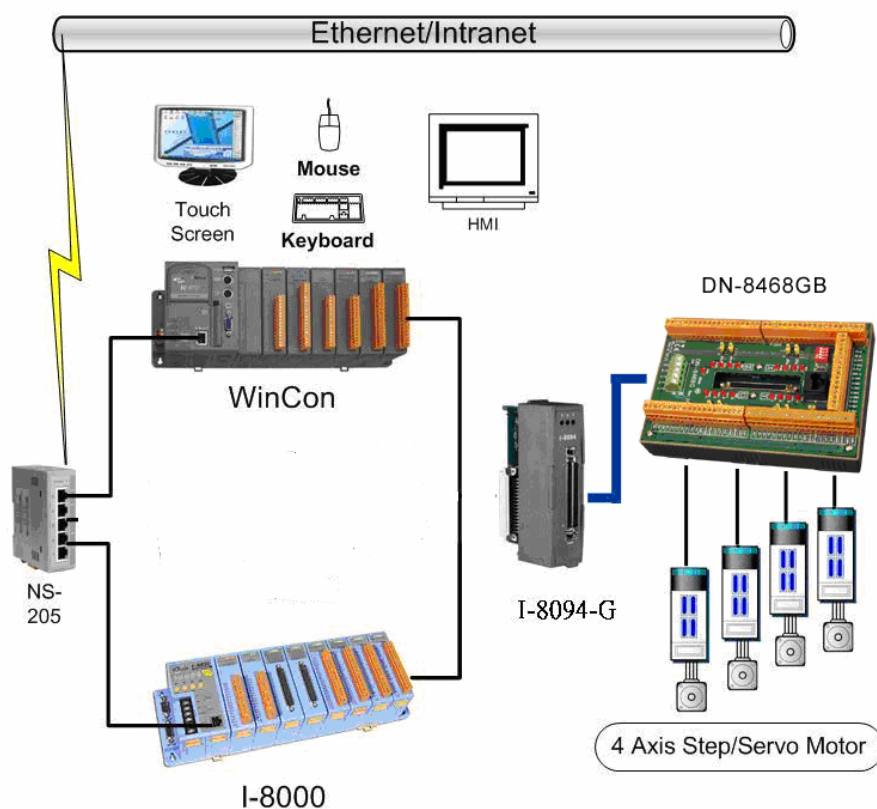 Ethernet/Intranet
Touch
Screen
Mouse
Keyboard
HMI
WinCon
DN-8468GB
I-8094
NS-
205
I-8094-G
I-8000
4 Axis Step/Servo Motor